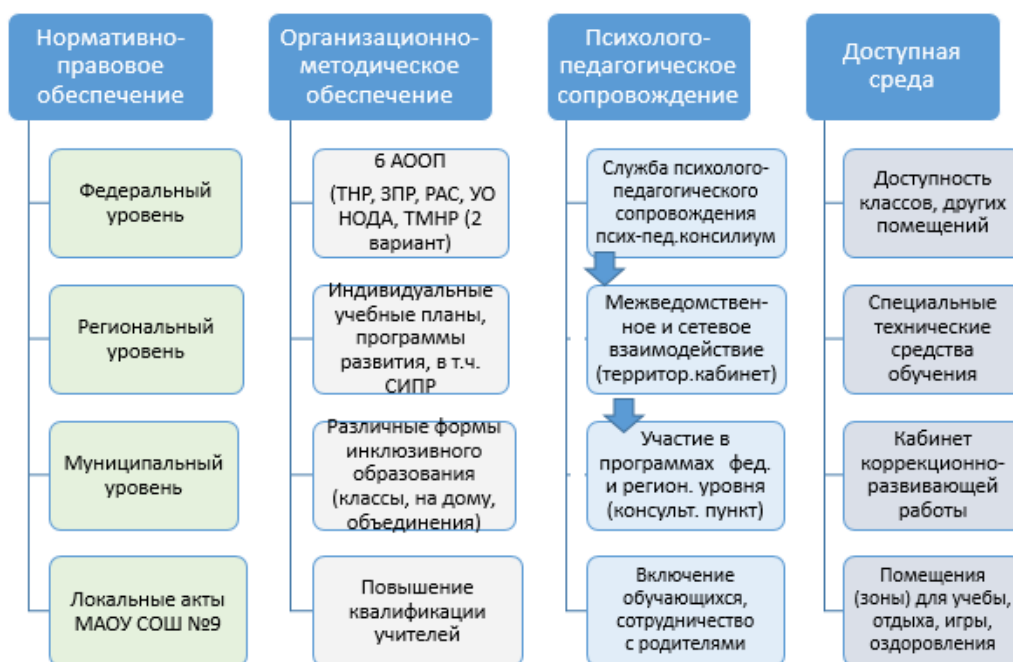 Нормативно-
правовое
обеспечение
Федеральный
уровень
Региональный
уровень
Муниципальный
уровень
Локальные акты
МАОУ СОШ №9
Организационно-
методическое
обеспечение
6 АООП
(ТНР, ЗПР, РАС, УО
НОДА, ТМНР (2
вариант)
Индивидуальные
учебные планы,
программы
развития, в т.ч.
СИПР
Различные формы
инклюзивного
образования
(классы, на дому,
объединения)
Повышение
квалификации
учителей
Психолого-
педагогическое
сопровождение
Служба психолого-
педагогического
сопровождения
псих-пед.консилиум
Межведомствен-
ное и сетевое
взаимодействие
(территор.кабинет)
Участие в
программах фед.
и регион. уровня
(консульт. пункт)
Включение
обучающихся,
сотрудничество
с родителями
Доступная
среда
Доступность
классов, других
помещений
Специальные
технические
средства
обучения
Кабинет
коррекционно-
развивающей
работы
Помещения
(зоны) для учебы,
отдыха, игры,
оздоровления